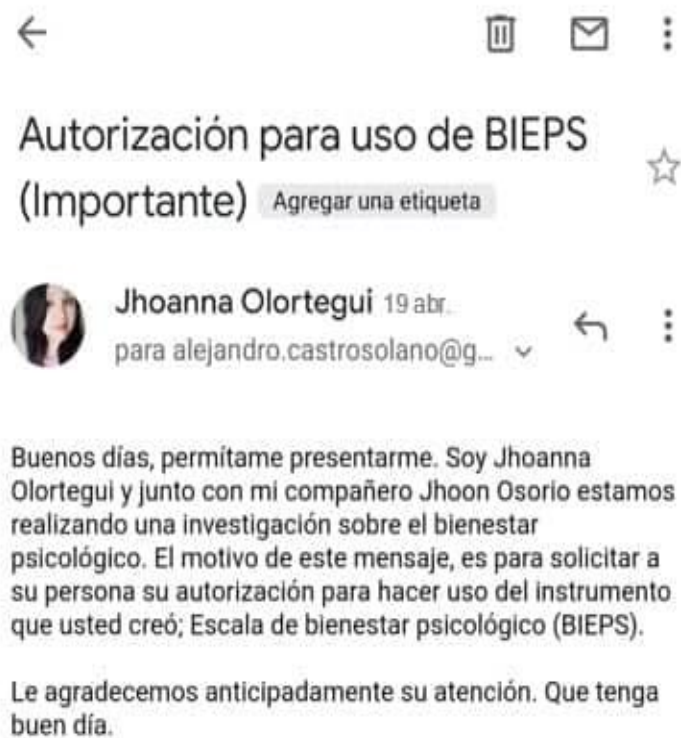 Autorización para uso de BIEPS
(Importante) Agregar una etiqueta
Jhoanna Olortegui 19 abr.
para alejandro.castrosolano@g...
Buenos días, permítame presentarme. Soy Jhoanna
Olortegui y junto con mi compañero Jhoon Osorio estamos
realizando una investigación sobre el bienestar
psicológico. El motivo de este mensaje, es para solicitar a
su persona su autorización para hacer uso del instrumento
que usted creó; Escala de bienestar psicológico (BIEPS).
Le agradecemos anticipadamente su atención. Que tenga
buen día.